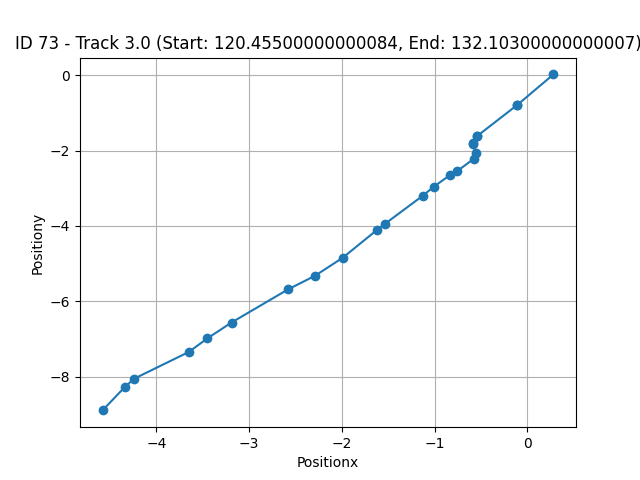 ID 73 - Track 3.0 (Start: 120.45500000000084, End: 132.10300000000007)
0
−2
−4
−6
−8
Positiony
−4 −3 −2 −1 0
Positionx